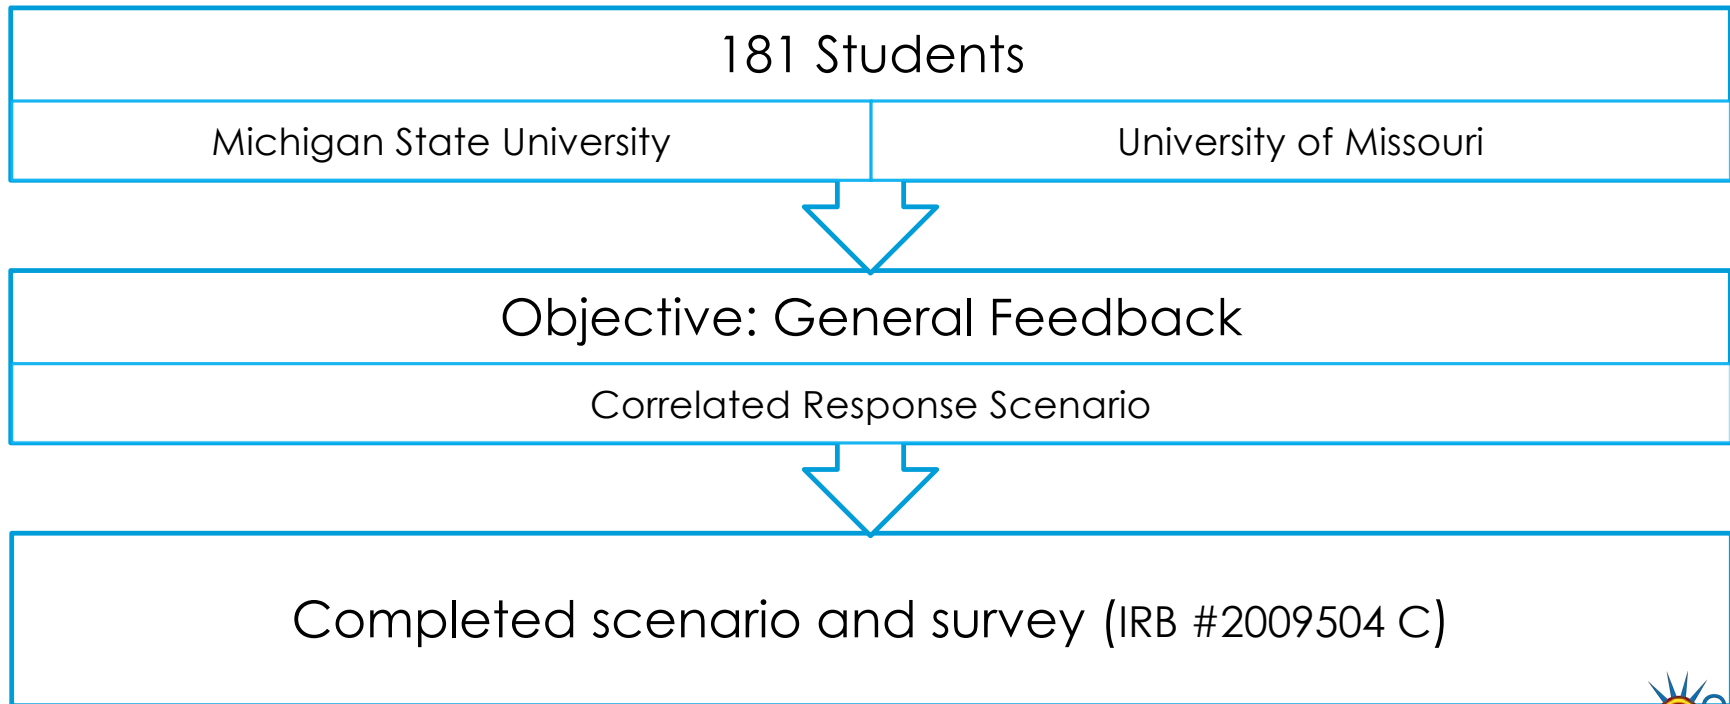 181 Students
Michigan State University
University of Missouri
Objective: General Feedback
Correlated Response Scenario
Completed scenario and survey (IRB #2009504 C)